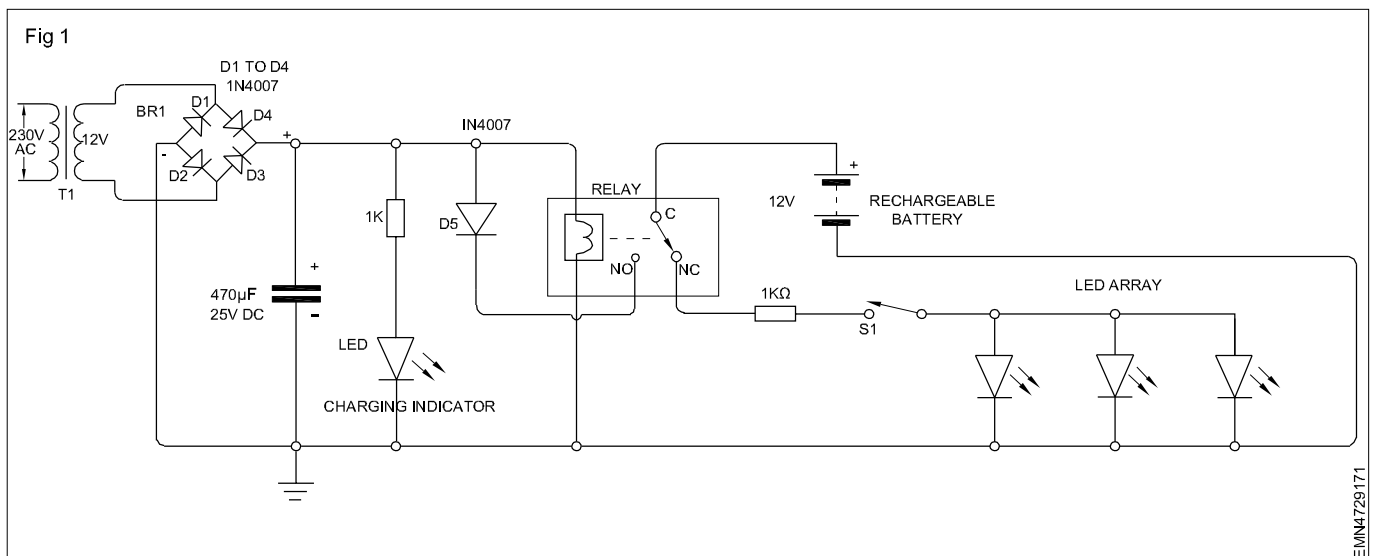 Fig 1
D1 TO D4
1N4007
BR1
D1
D4
D2
D3
230V
AC
12V
T1
-
+
IN4007
1K
D5
RELAY
C
NO
NC
+
12V
RECHARGEABLE
BATTERY
+
470µF
25V DC
-
LED
CHARGING INDICATOR
1KΩ
S1
LED ARRAY
EMN4729171